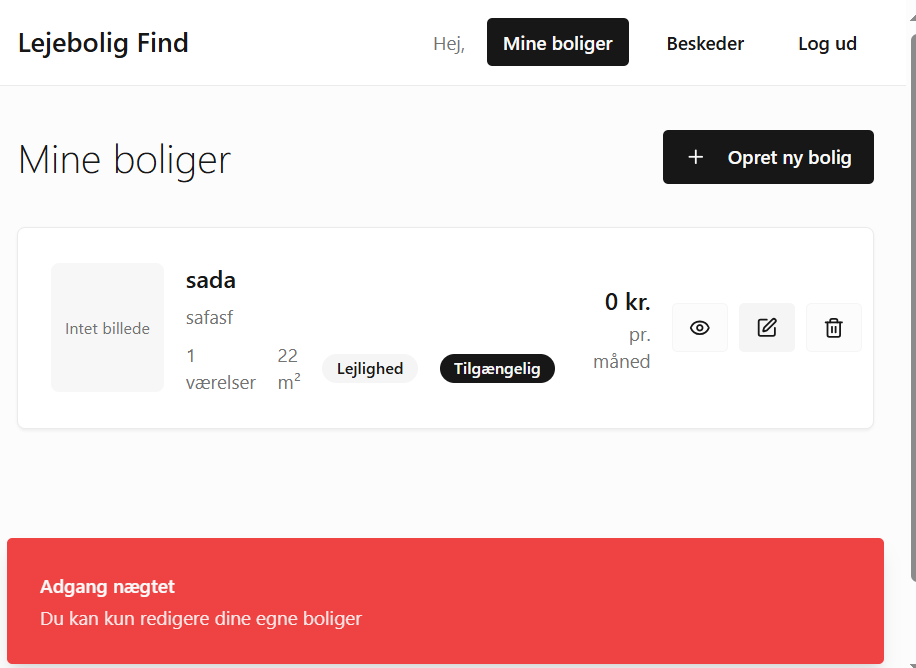 Lejebolig Find
Hej,
Mine boliger
Beskeder
Log ud
Mine boliger
+ Opret ny bolig
Intet billede
sada
safasf
1
værelser
22
m²
Lejlighed
Tilgængelig
0 kr.
pr.
måned
Adgang nægtet
Du kan kun redigere dine egne boliger